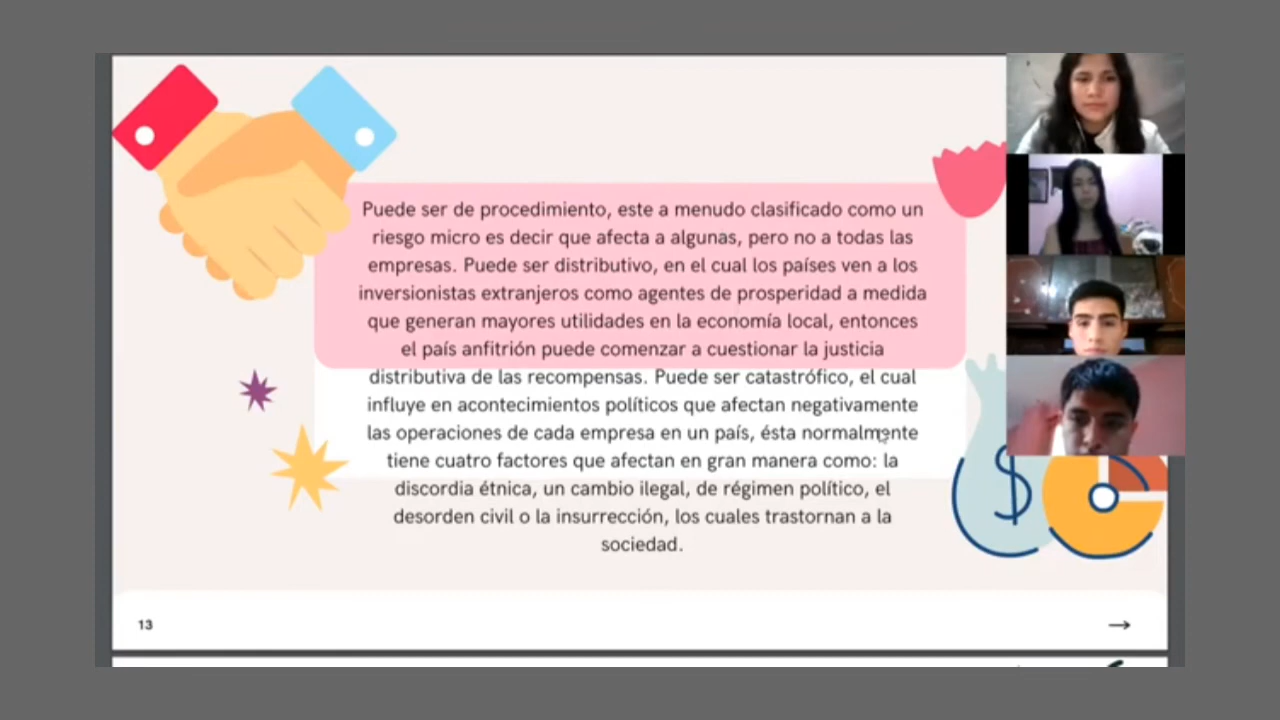 Puede ser de procedimiento, este a menudo clasificado como un
riesgo micro es decir que afecta a algunas, pero no a todas las
empresas. Puede ser distributivo, en el cual los países ven a los
inversionistas extranjeros como agentes de prosperidad a medida
que generan mayores utilidades en la economía local, entonces
el país anfitrión puede comenzar a cuestionar la justicia
distributiva de las recompensas. Puede ser catastrófico, el cual
influye en acontecimientos políticos que afectan negativamente
las operaciones de cada empresa en un país, ésta normalmente
tiene cuatro factores que afectan en gran manera como: la
discordia étnica, un cambio ilegal, de régimen político, el
desorden civil o la insurrección, los cuales trastornan a la
sociedad.
$
13